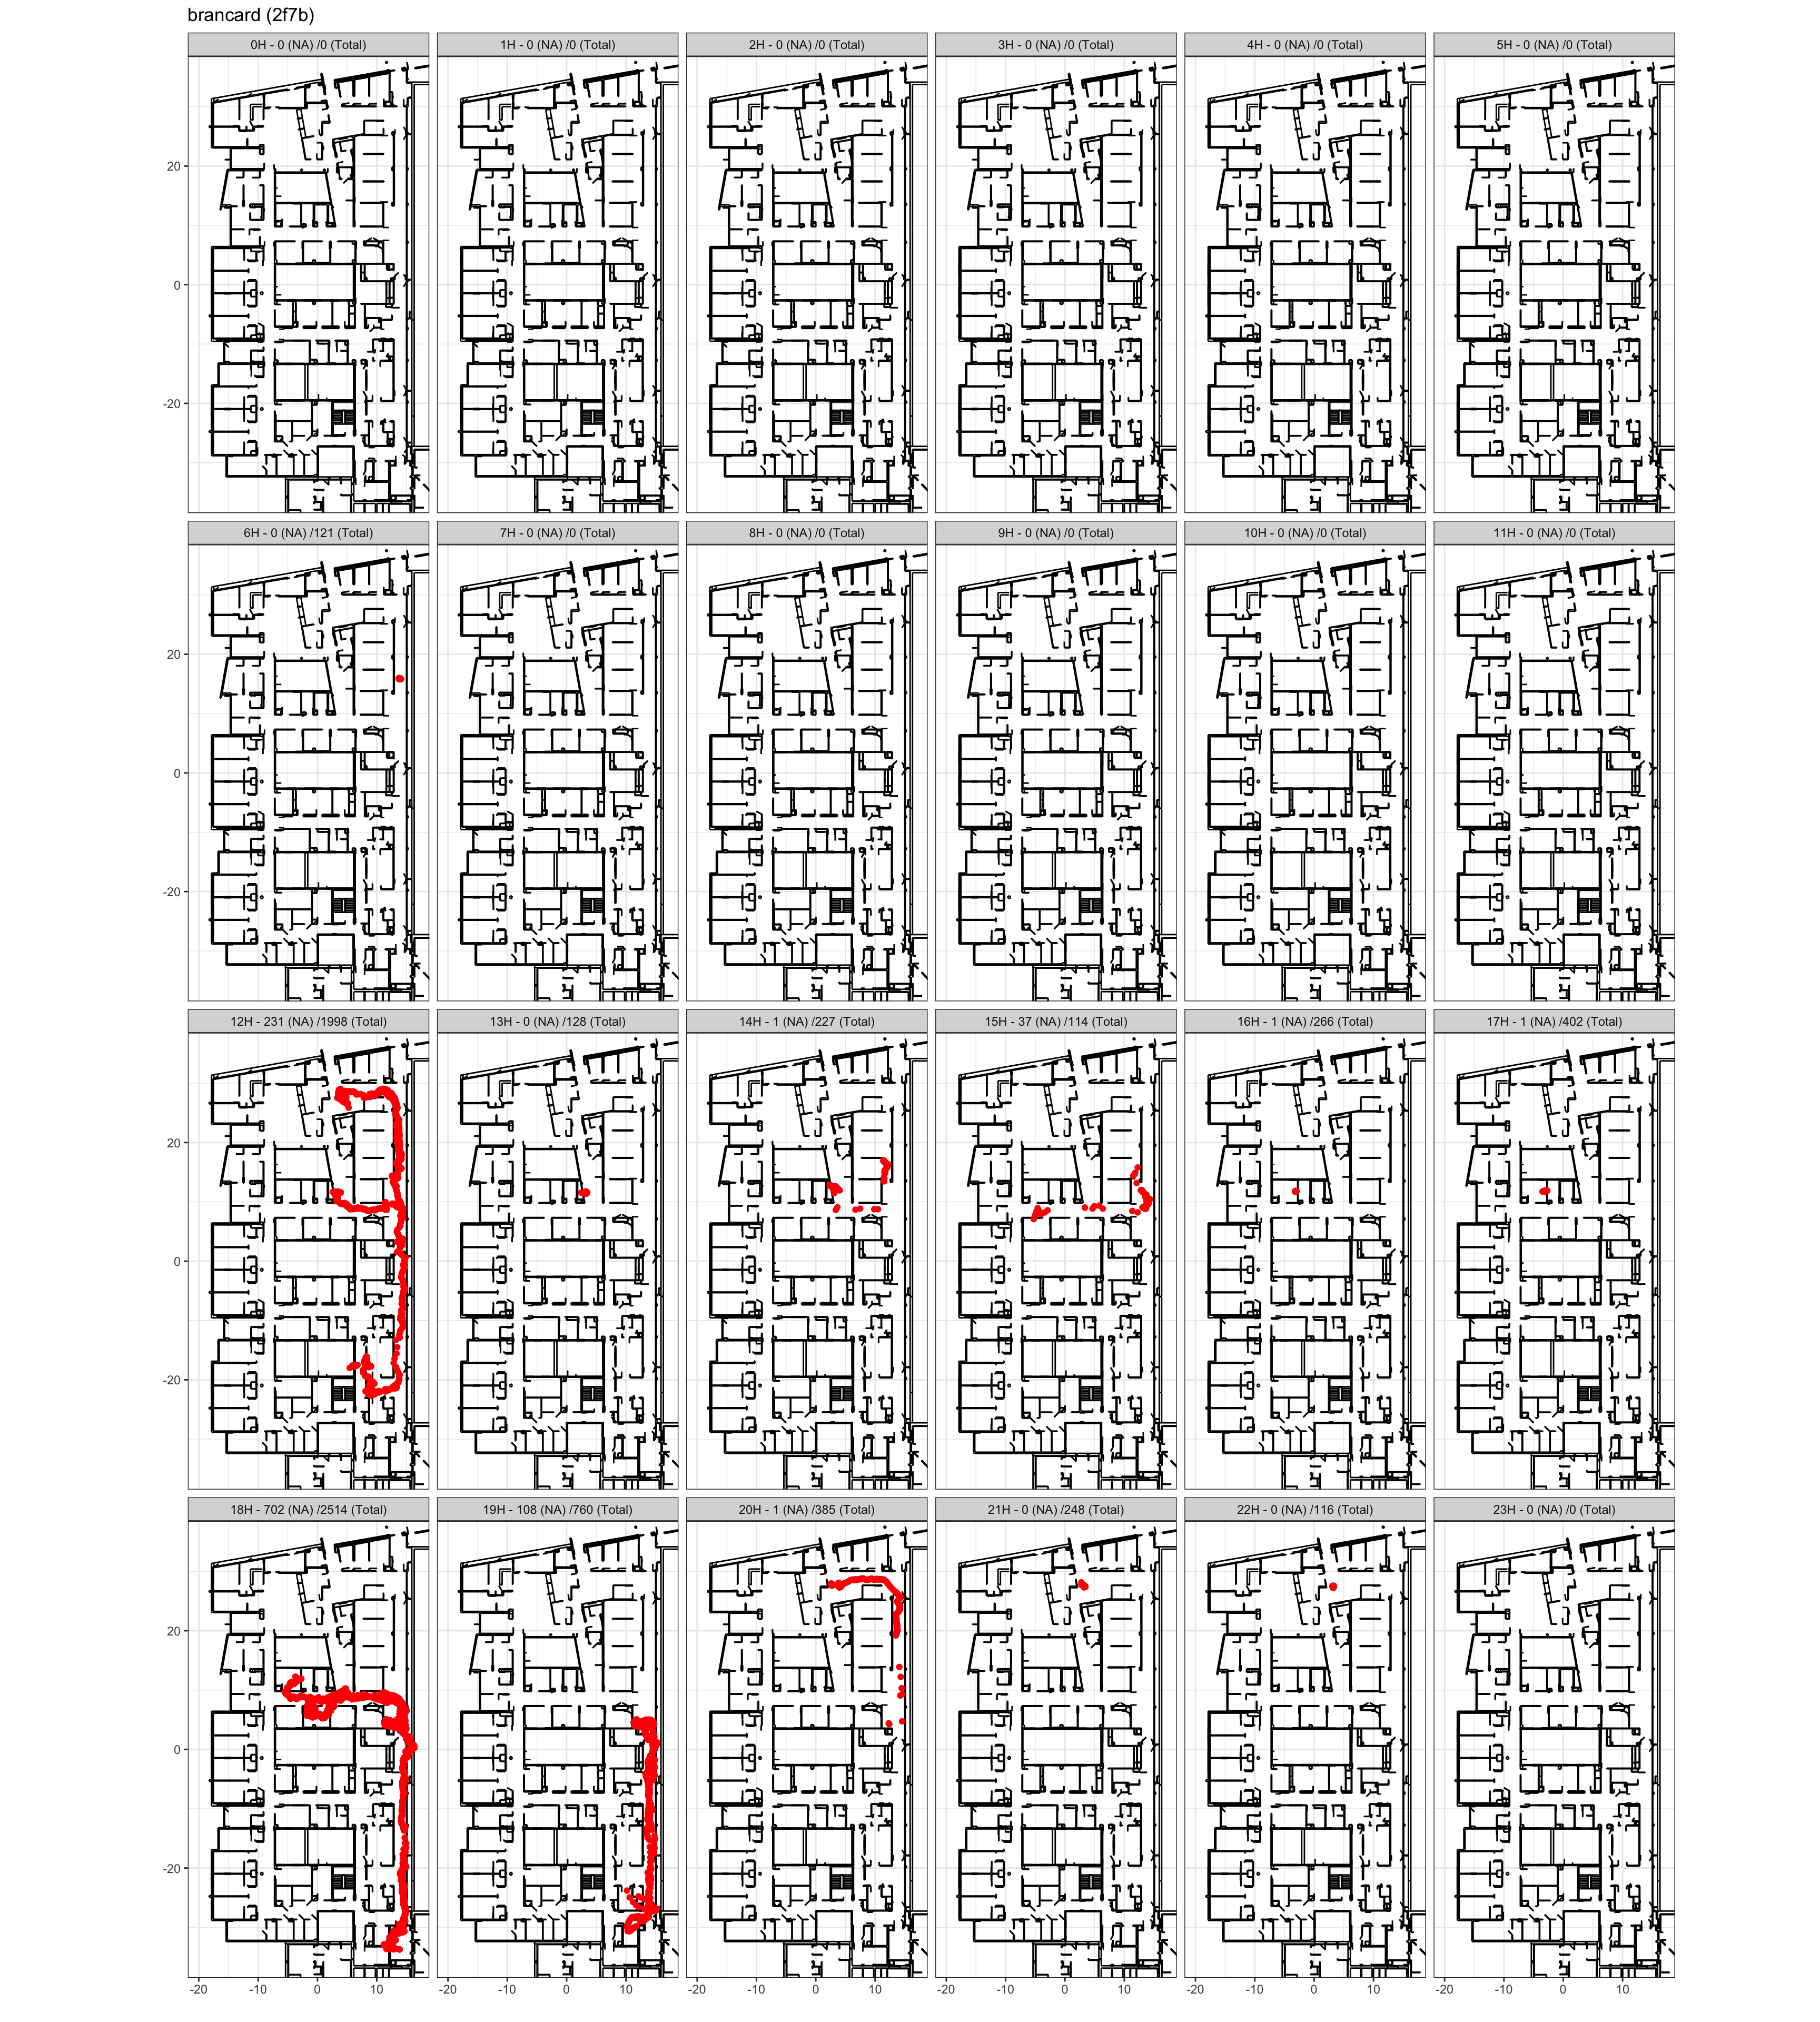 brancard (2f7b)
0H - 0 (NA) /0 (Total) 1H - 0 (NA) /0 (Total) 2H - 0 (NA) /0 (Total) 3H - 0 (NA) /0 (Total) 4H - 0 (NA) /0 (Total) 5H - 0 (NA) /0 (Total)
20
0
-20
6H - 0 (NA) /121 (Total) 7H - 0 (NA) /0 (Total) 8H - 0 (NA) /0 (Total) 9H - 0 (NA) /0 (Total) 10H - 0 (NA) /0 (Total) 11H - 0 (NA) /0 (Total)
20
0
-20
12H - 231 (NA) /1998 (Total) 13H - 0 (NA) /128 (Total) 14H - 1 (NA) /227 (Total) 15H - 37 (NA) /114 (Total) 16H - 1 (NA) /266 (Total) 17H - 1 (NA) /402 (Total)
20
0
-20
18H - 702 (NA) /2514 (Total) 19H - 108 (NA) /760 (Total) 20H - 1 (NA) /385 (Total) 21H - 0 (NA) /248 (Total) 22H - 0 (NA) /116 (Total) 23H - 0 (NA) /0 (Total)
20
0
-20
-20 -10 0 10 -20 -10 0 10 -20 -10 0 10 -20 -10 0 10 -20 -10 0 10 -20 -10 0 10